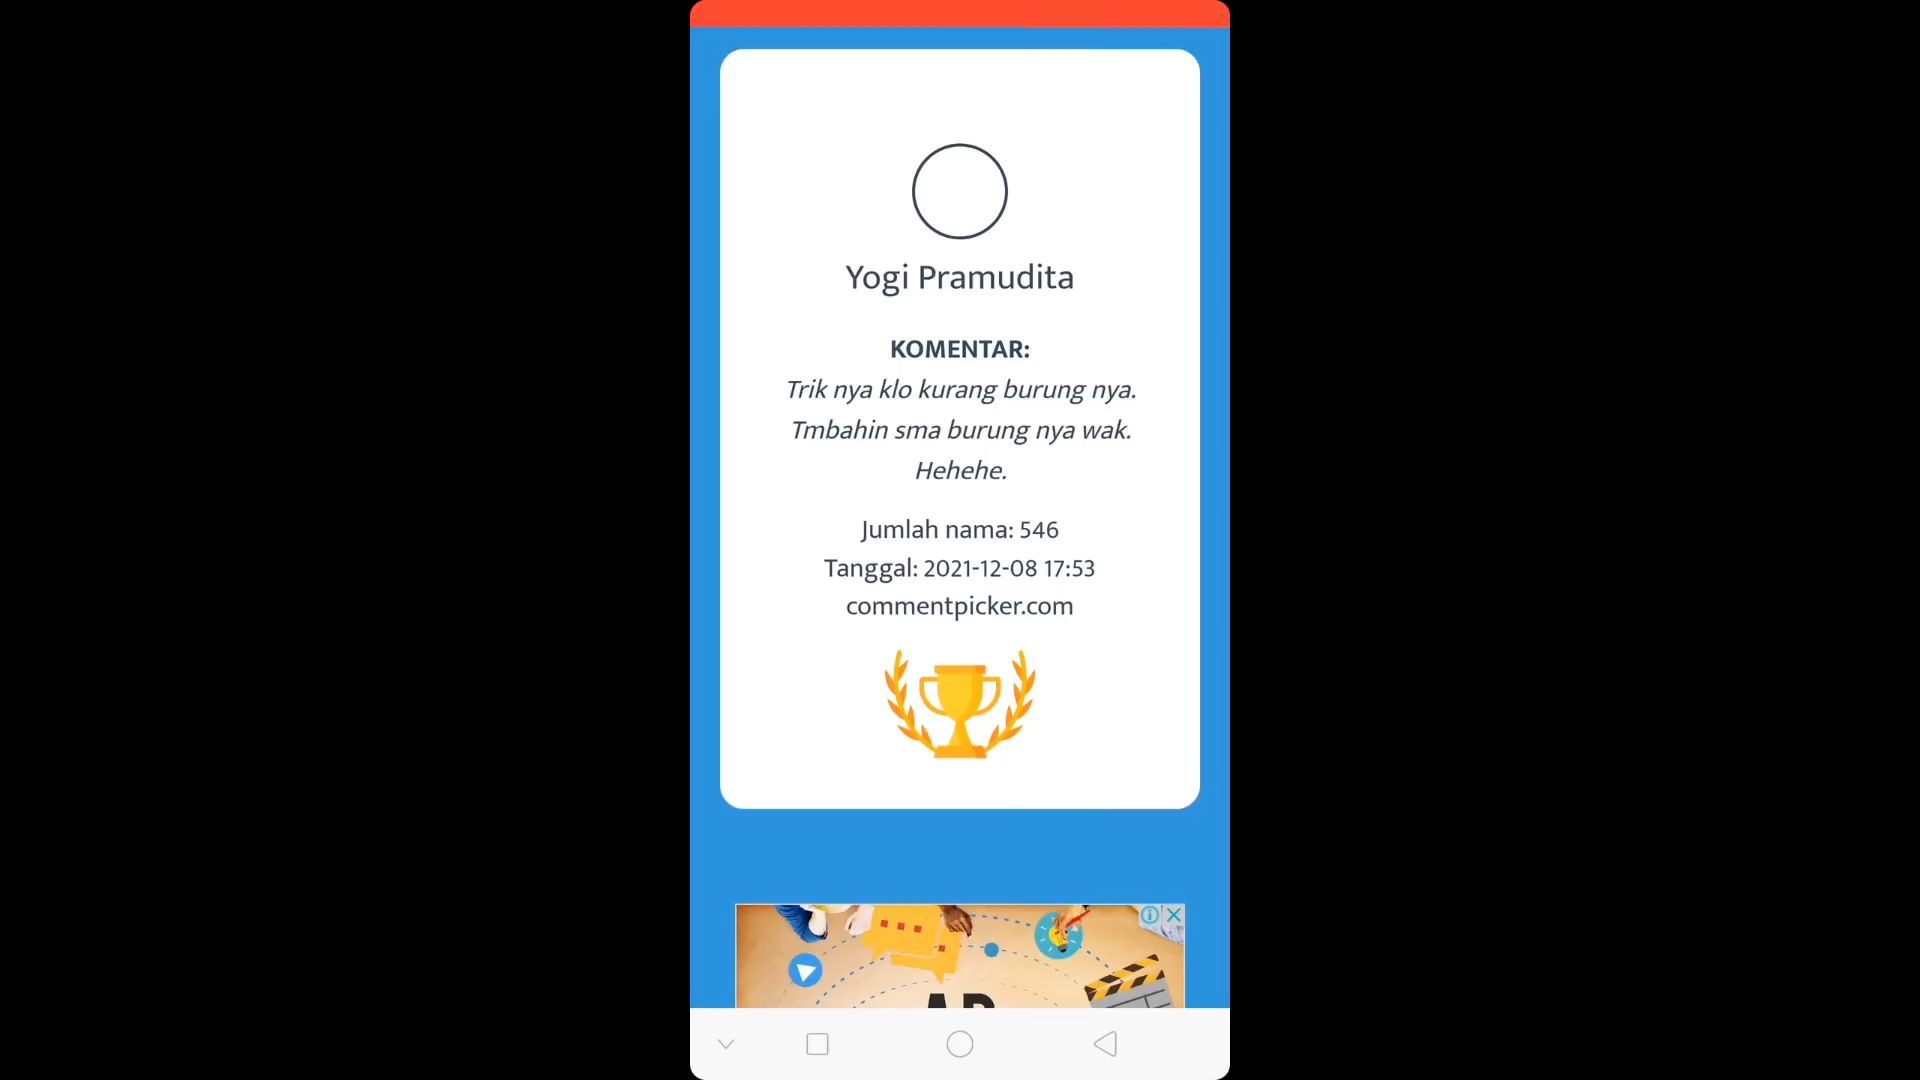 Yogi Pramudita
KOMENTAR:
Trik nya klo kurang burung nya.
Tmbahin sma burung nya wak.
Hehehe.
Jumlah nama: 546
Tanggal: 2021-12-08 17:53
commentpicker.com